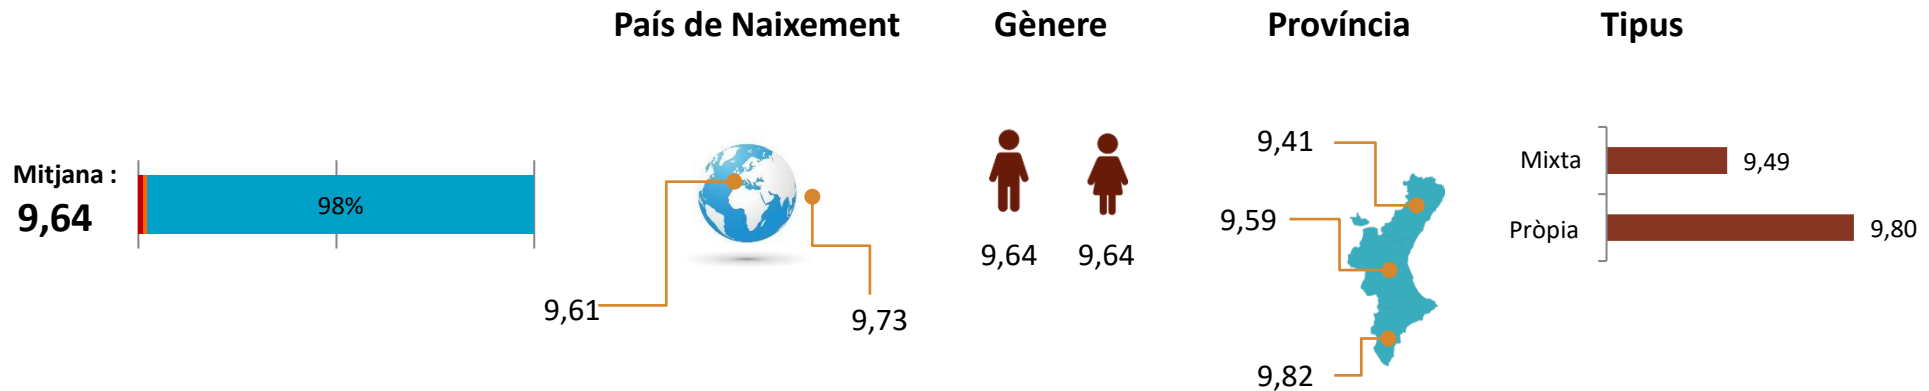 País de Naixement
Gènere
Província
Tipus
Mitjana :
9,64
98%
9,61
9,73
9,64
9,64
9,41
9,59
9,82
Mixta
9,49
Pròpia
9,80